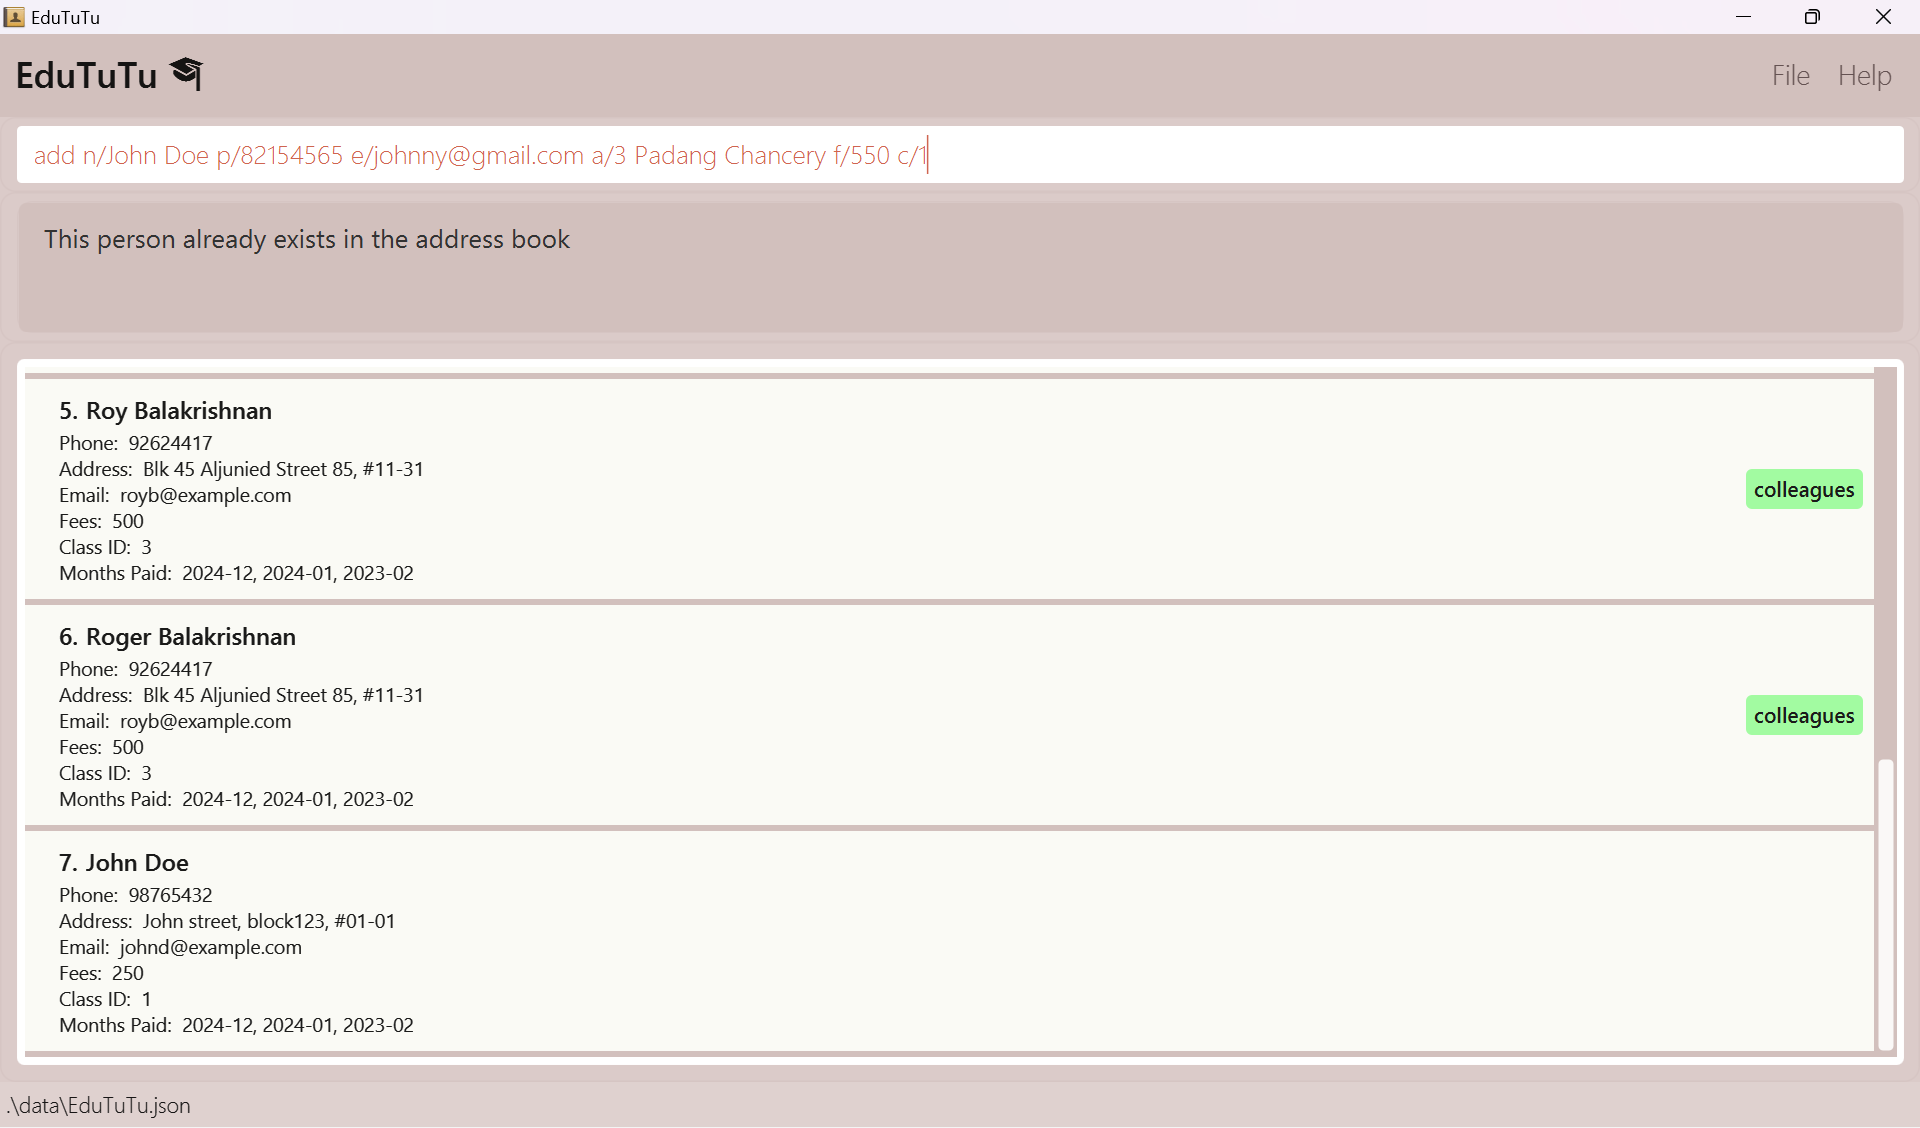 EduTuTu
EduTuTu
File Help
add n/John Doe p/82154565 e/johnny@gmail.com a/3 Padang Chancery f/550 c/1
This person already exists in the address book
5. Roy Balakrishnan
Phone: 92624417
Address: Blk 45 Aljunied Street 85, #11-31
Email: royb@example.com
Fees: 500
Class ID: 3
Months Paid: 2024-12, 2024-01, 2023-02
colleagues
6. Roger Balakrishnan
Phone: 92624417
Address: Blk 45 Aljunied Street 85, #11-31
Email: royb@example.com
Fees: 500
Class ID: 3
Months Paid: 2024-12, 2024-01, 2023-02
colleagues
7. John Doe
Phone: 98765432
Address: John street, block123, #01-01
Email: johnd@example.com
Fees: 250
Class ID: 1
Months Paid: 2024-12, 2024-01, 2023-02
.\data\EduTuTu.json